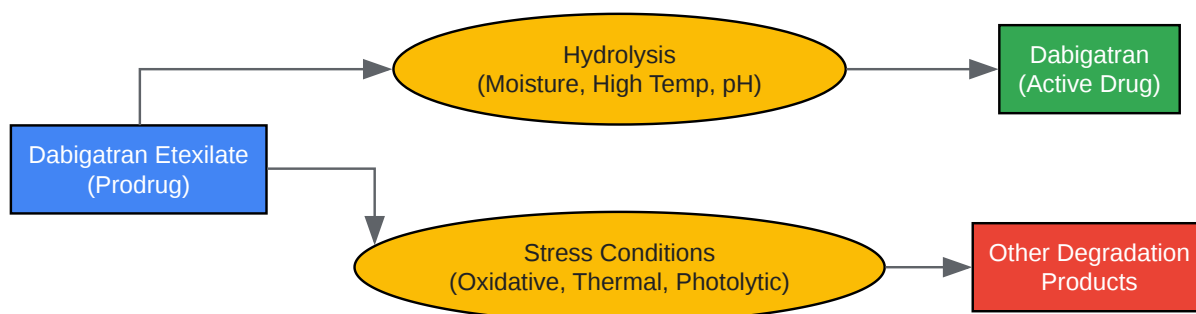 Hydrolysis
(Moisture, High Temp, pH)
Dabigatran
(Active Drug)
Dabigatran Etexilate
(Prodrug)
Stress Conditions
(Oxidative, Thermal, Photolytic)
Other Degradation
Products